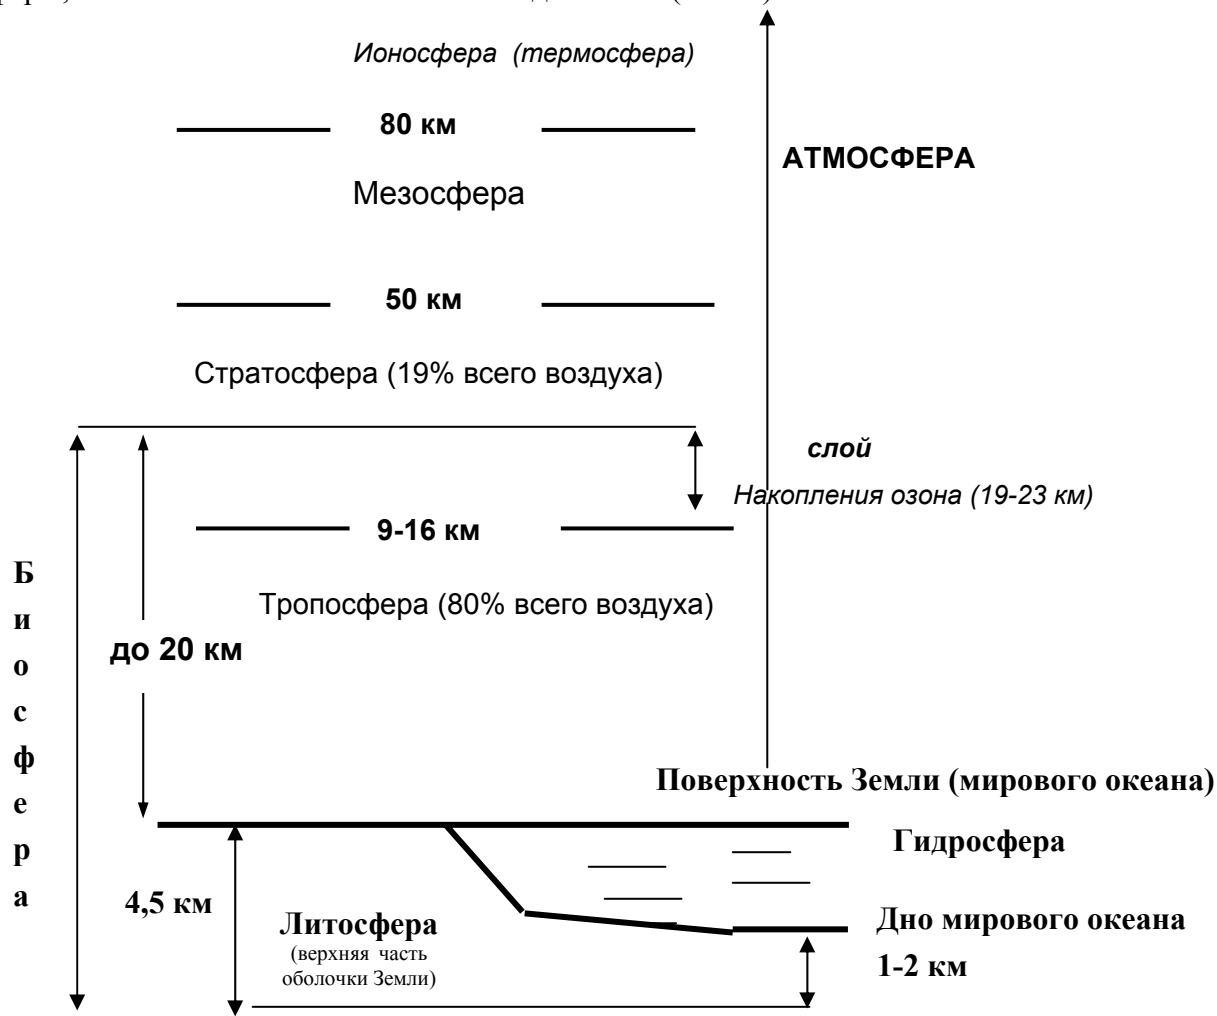 Ионосфера (термосфера)
80 км
АТМОСФЕРА
Мезосфера
50 км
Стратосфера (19% всего воздуха)
слой
Накопления озона (19-23 км)
9-16 км
Биосфера
Тропосфера (80% всего воздуха)
до 20 км
Поверхность Земли (мирового океана)
Гидросфера
4,5 км
Литосфера
(верхняя часть
оболочки Земли)
Дно мирового океана
1-2 км